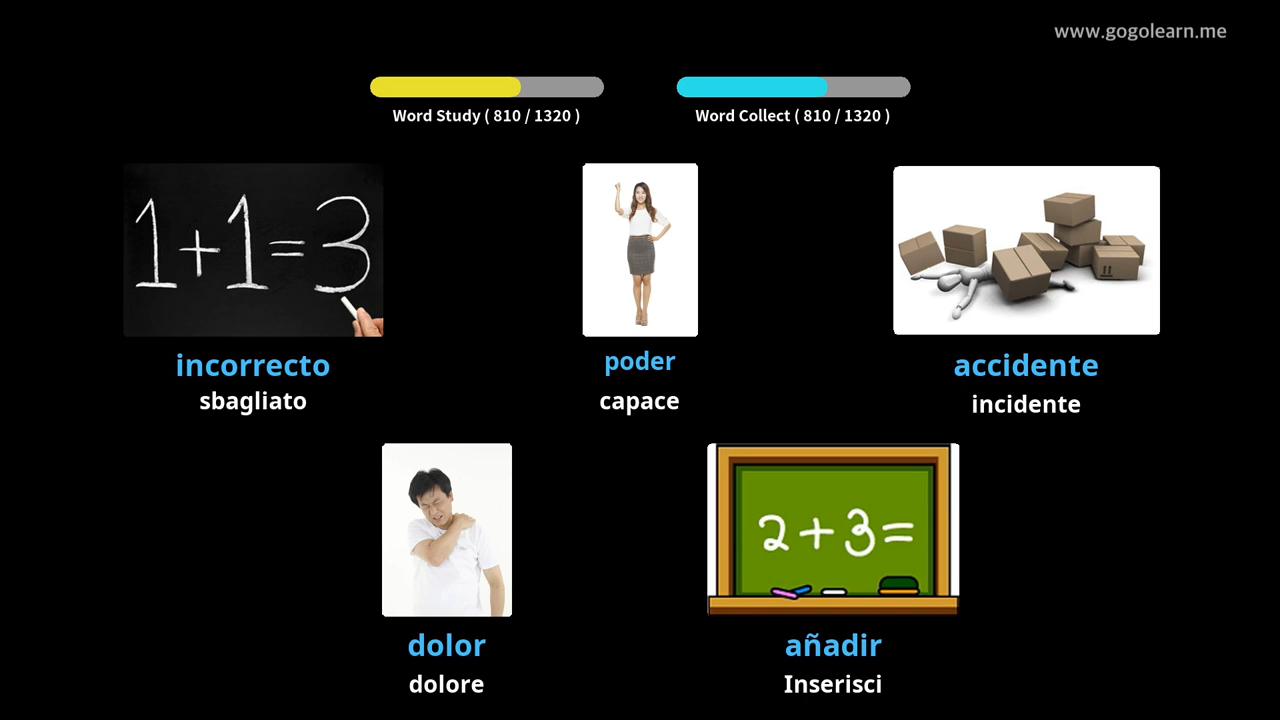 www.gogolearn.me
Word Study ( 810 / 1320 )
Word Collect ( 810 / 1320 )
1+1=3
incorrecto
sbagliato
poder
capace
accidente
incidente
2+3=
dolor
dolore
añadir
Inserisci